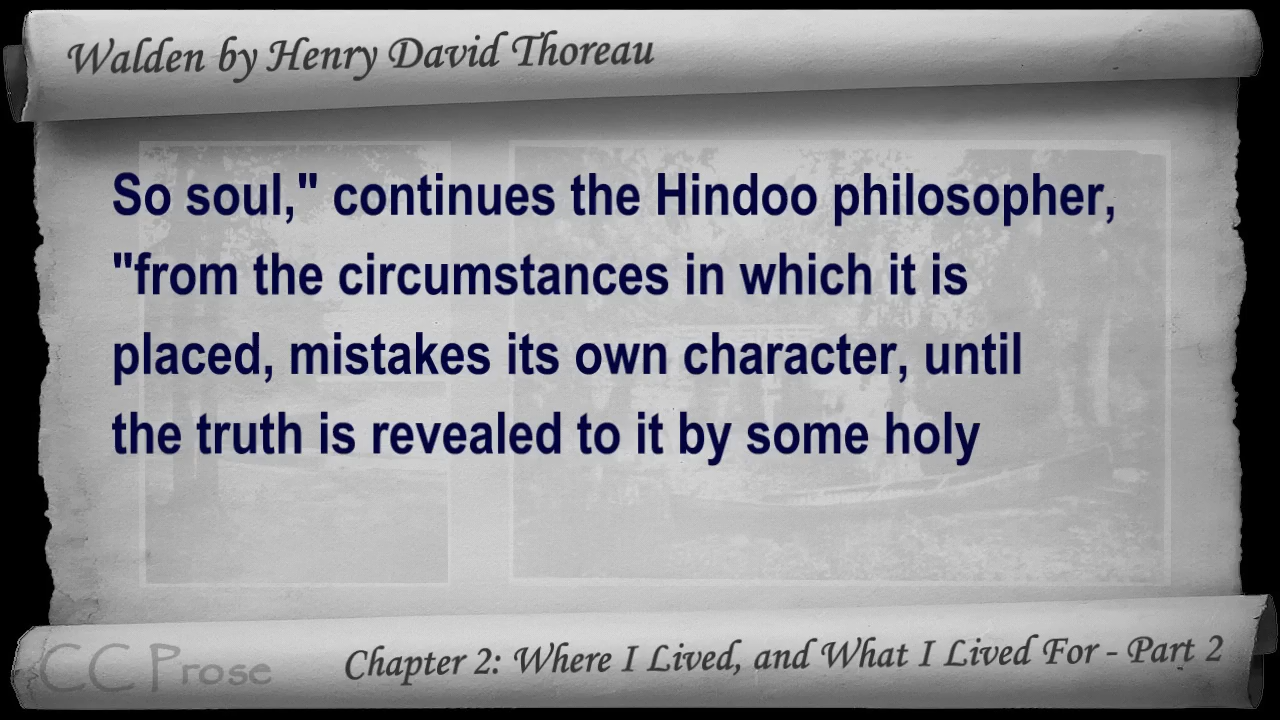 Walden by Henry David Thoreau
So soul," continues the Hindoo philosopher,
"from the circumstances in which it is
placed, mistakes its own character, until
the truth is revealed to it by some holy
CC Prose
Chapter 2: Where I Lived, and What I Lived For - Part 2